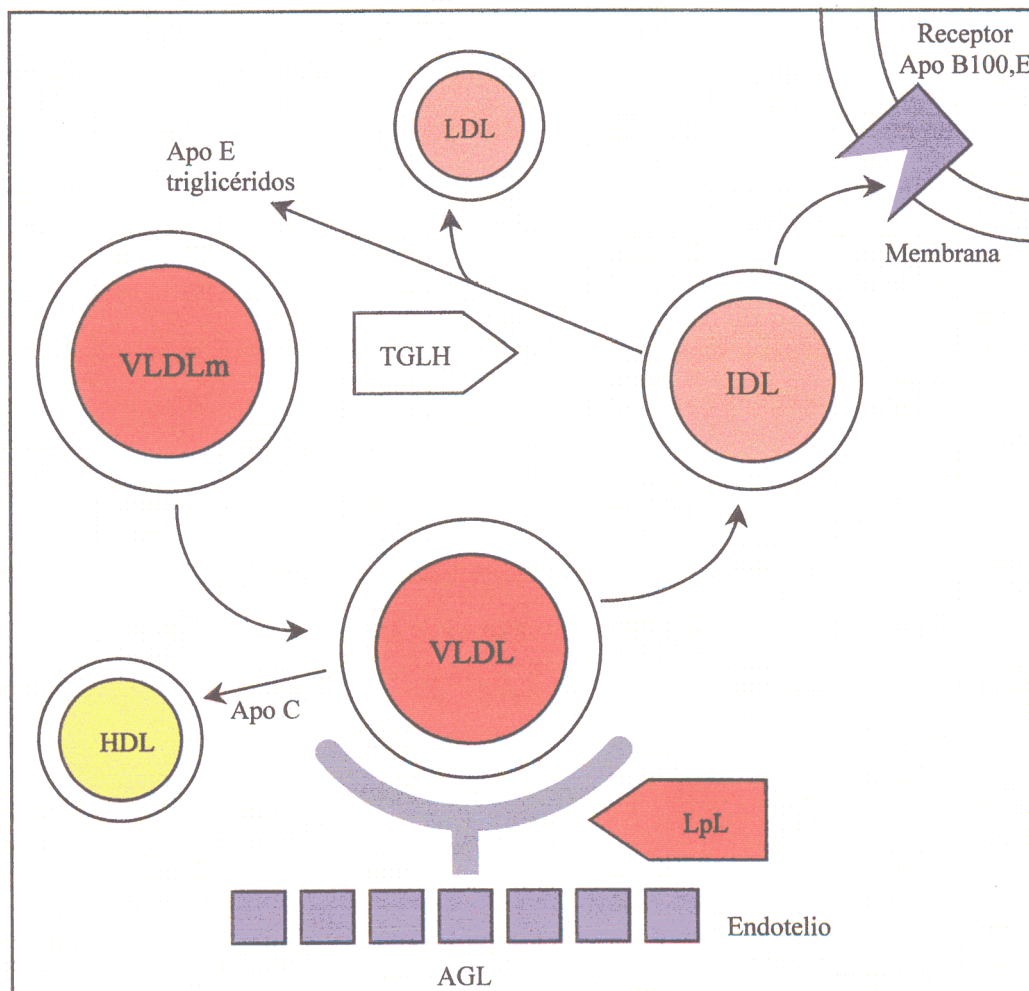 Receptor
Apo B100,E
LDL
Apo E
triglicéridos
Membrana
VLDLm
TGLH
IDL
VLDL
Apo C
HDL
LpL
Endotelio
AGL